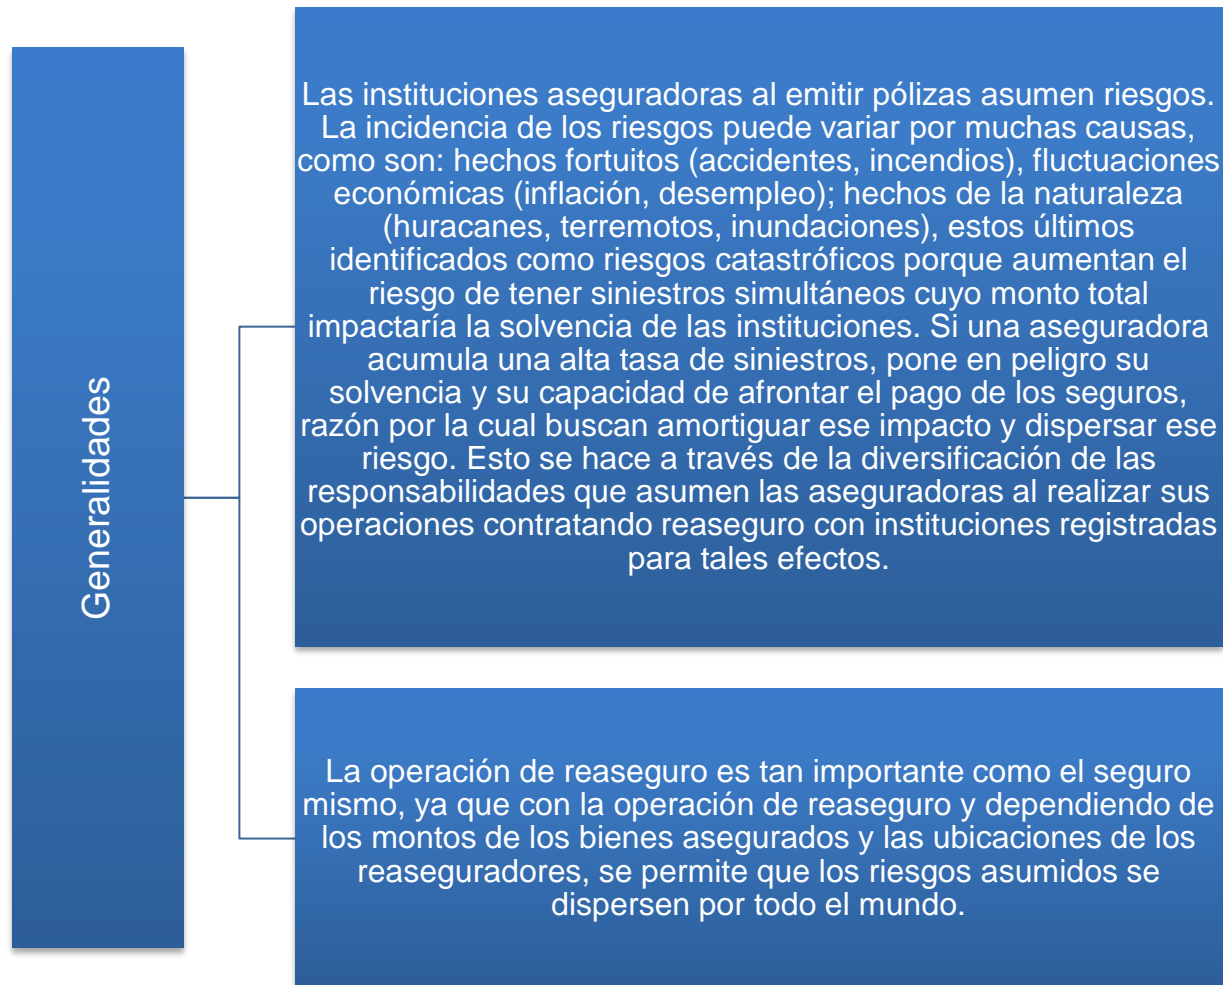 Generalidades
Las instituciones aseguradoras al emitir pólizas asumen riesgos.
La incidencia de los riesgos puede variar por muchas causas,
como son: hechos fortuitos (accidentes, incendios), fluctuaciones
económicas (inflación, desempleo); hechos de la naturaleza
(huracanes, terremotos, inundaciones), estos últimos
identificados como riesgos catastróficos porque aumentan el
riesgo de tener siniestros simultáneos cuyo monto total
impactaría la solvencia de las instituciones. Si una aseguradora
acumula una alta tasa de siniestros, pone en peligro su
solvencia y su capacidad de afrontar el pago de los seguros,
razón por la cual buscan amortiguar ese impacto y dispersar ese
riesgo. Esto se hace a través de la diversificación de las
responsabilidades que asumen las aseguradoras al realizar sus
operaciones contratando reaseguro con instituciones registradas
para tales efectos.
La operación de reaseguro es tan importante como el seguro
mismo, ya que con la operación de reaseguro y dependiendo de
los montos de los bienes asegurados y las ubicaciones de los
reaseguradores, se permite que los riesgos asumidos se
dispersen por todo el mundo.